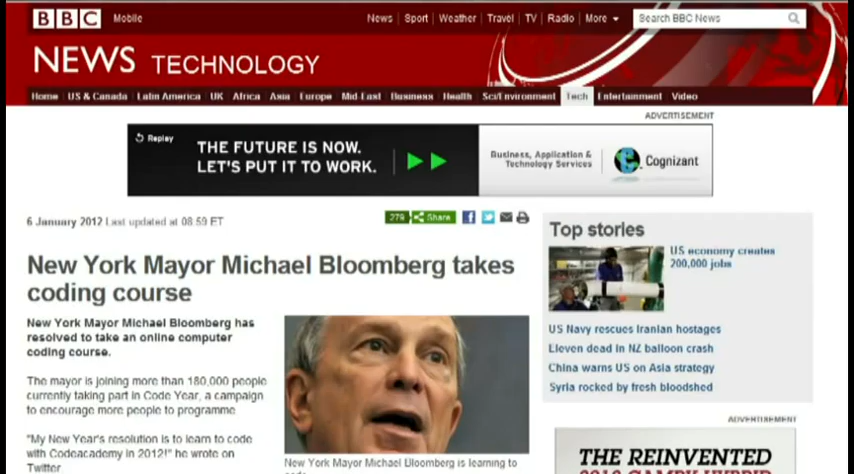 BBC Mobile News Sport Weather Travel TV Radio More Search BBC News
NEWS TECHNOLOGY
Home US & Canada Latin America UK Africa Asia Europe Mid-East Business Health Sci/Environment Tech Entertainment Video
ADVERTISEMENT
Replay
THE FUTURE IS NOW.
LET'S PUT IT TO WORK.
Business, Application &
Technology Services
Cognizant
6 January 2012 Last updated at 08:59 ET
279 Share f
New York Mayor Michael Bloomberg takes
coding course
New York Mayor Michael Bloomberg has
resolved to take an online computer
coding course.
The mayor is joining more than 180,000 people
currently taking part in Code Year, a campaign
to encourage more people to programme
"My New Year's resolution is to learn to code
with Codeacademy in 2012!" he wrote on
Twitter
New York Mayor Michael Bloomberg is learning to
Top stories
US economy creates
200,000 jobs
US Navy rescues Iranian hostages
Eleven dead in NZ balloon crash
China warns US on Asia strategy
Syria rocked by fresh bloodshed
ADVERTISEMENT
THE REINVENTED
2012 CAMRY HYBRID